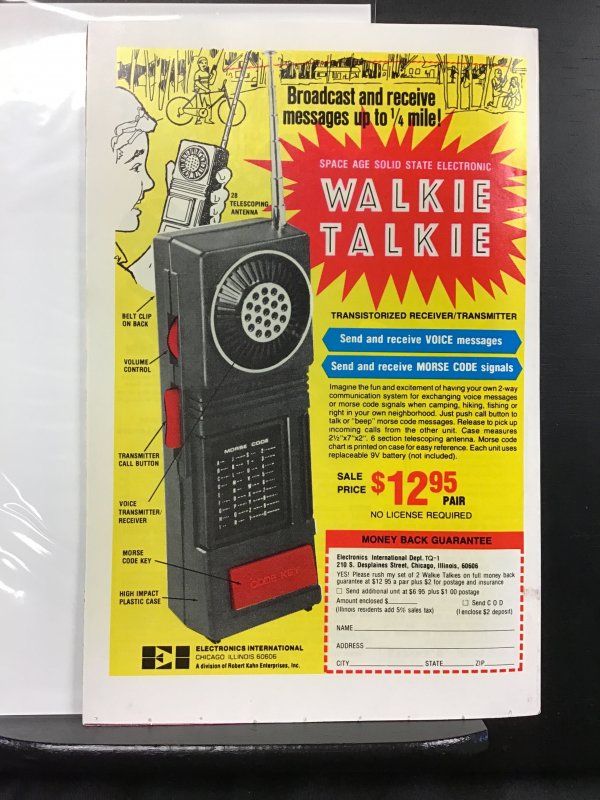 Broadcast and receive
messages up to 1/4 mile!
SPACE AGE SOLID STATE ELECTRONIC
WALKIE
TALKIE
28
TELESCOPING
ANTENNA
BELT CLIP
ON BACK
VOLUME
CONTROL
TRANSMITTER
CALL BUTTON
VOICE
TRANSMITTER/
RECEIVER
MORSE
CODE KEY
HIGH IMPACT
PLASTIC CASE
MORSE CODE
CODE KEY
TRANSISTORIZED RECEIVER/TRANSMITTER
Send and receive VOICE messages
Send and receive MORSE CODE signals
Imagine the fun and excitement of having your own 2-way
communication system for exchanging voice messages
or morse code signals when camping, hiking, fishing or
right in your own neighborhood. Just push call button to
talk or "beep" morse code messages. Release to pick up
incoming calls from the other unit. Case measures
2½"x7"x2". 6 section telescoping antenna. Morse code
chart is printed on case for easy reference. Each unit uses
replaceable 9V battery (not included).
SALE
PRICE $12.95
PAIR
NO LICENSE REQUIRED
MONEY BACK GUARANTEE
Electronics International Dept. TQ-1
210 S. Desplaines Street, Chicago, Illinois, 60606
YES! Please rush my set of 2 Walkie Talkies on full money back
guarantee at $12 95 a pair plus $2 for postage and insurance
Send additional unit at $6 95 plus $1 00 postage
Amount enclosed $
(Illinois residents add 5% sales tax)
Send C O D
(I enclose $2 deposit)
NAME
ADDRESS
CITY STATE ZIP
EI ELECTRONICS INTERNATIONAL
CHICAGO ILLINOIS 60606
A division of Robert Kahn Enterprises, Inc.